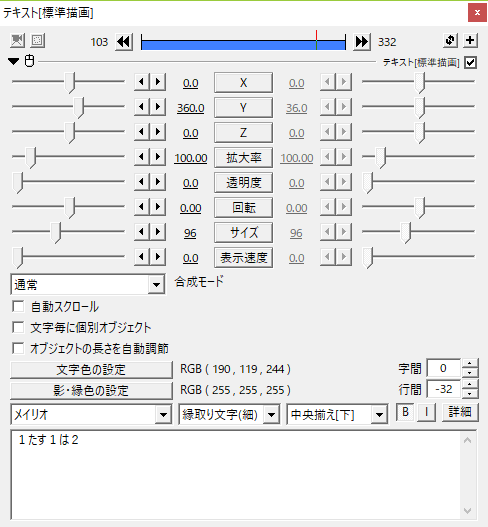 テキスト[標準描画]
103 332
テキスト[標準描画]
0.0 X 0.0
360.0 Y 36.0
0.0 Z 0.0
100.00 拡大率 100.00
0.0 透明度 0.0
0.00 回転 0.00
96 サイズ 96
0.0 表示速度 0.0
通常 合成モード
自動スクロール
文字毎に個別オブジェクト
オブジェクトの長さを自動調節
文字色の設定 RGB ( 190 , 119 , 244 ) 字間 0
影・縁色の設定 RGB ( 255 , 255 , 255 ) 行間 -32
メイリオ 縁取り文字(細) 中央揃え[下] B I 詳細
１たす１は２